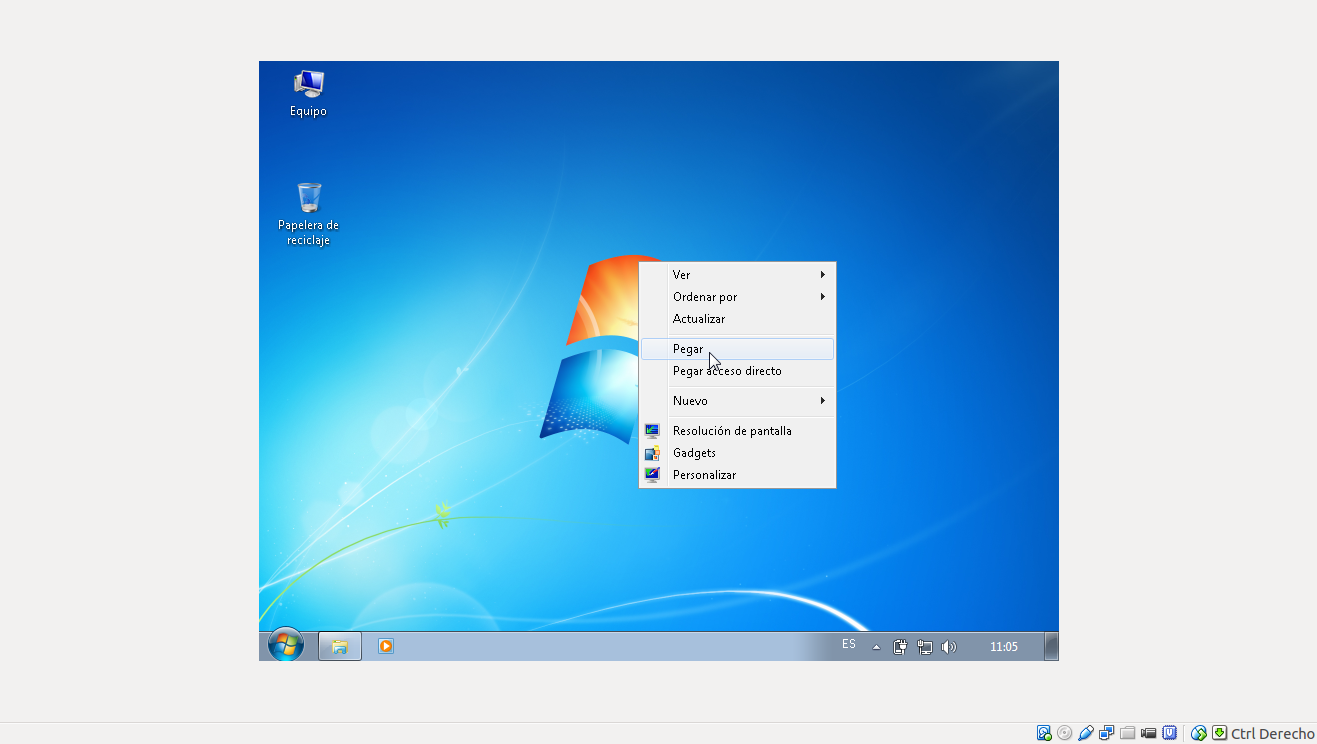 Equipo
Papelera de
reciclaje
Ver
Ordenar por
Actualizar
Pegar
Pegar acceso directo
Nuevo
Resolución de pantalla
Gadgets
Personalizar
ES
11:05
Ctrl Derecho